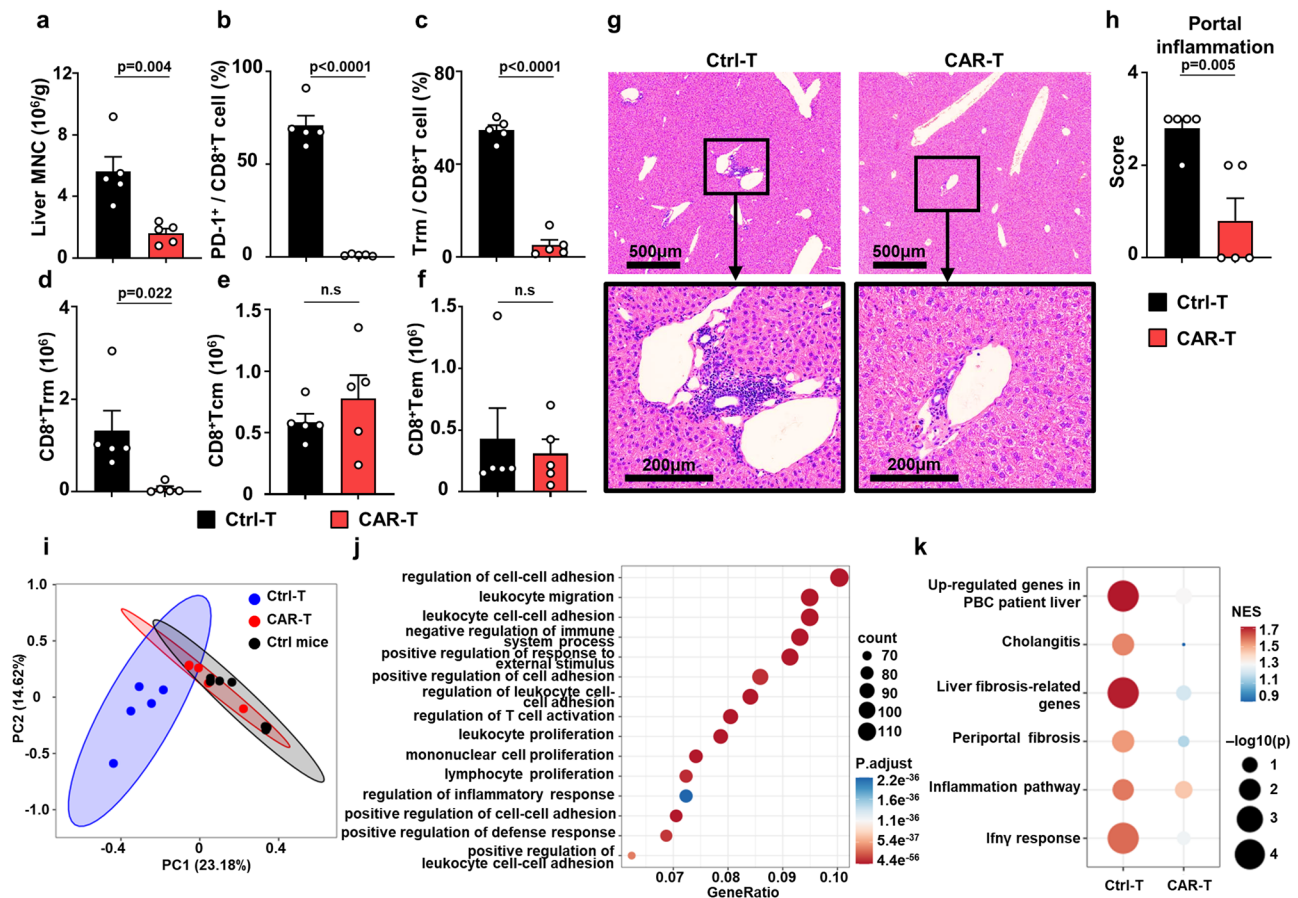 a
p=0.004
Liver MNC (10⁶/g)
12
8
4
0
b
p<0.0001
PD-1⁺ / CD8⁺T cell (%)
100
50
0
c
p<0.0001
Trm / CD8⁺T cell (%)
80
40
0
d
p=0.022
CD8⁺Trm (10⁶)
4
2
0
e
n.s
CD8⁺Tcm (10⁶)
1.5
1.0
0.5
0
f
n.s
CD8⁺Tem (10⁶)
1.5
1.0
0.5
0
Ctrl-T
CAR-T
g
Ctrl-T
CAR-T
500μm
500μm
200μm
200μm
h
Portal
inflammation
p=0.005
Score
4
2
0
Ctrl-T
CAR-T
i
1.0
0.5
0
-0.5
-1.0
PC2 (14.62%)
-0.4
0
0.4
PC1 (23.18%)
Ctrl-T
CAR-T
Ctrl mice
j
regulation of cell-cell adhesion
leukocyte migration
leukocyte cell-cell adhesion
negative regulation of immune
system process
positive regulation of response to
external stimulus
positive regulation of cell adhesion
regulation of leukocyte cell-
cell adhesion
regulation of T cell activation
leukocyte proliferation
mononuclear cell proliferation
lymphocyte proliferation
regulation of inflammatory response
positive regulation of cell-cell adhesion
positive regulation of defense response
positive regulation of
leukocyte cell-cell adhesion
0.07
0.08
0.09
0.10
GeneRatio
count
70
80
90
100
110
P.adjust
2.2e⁻³⁶
1.6e⁻³⁶
1.1e⁻³⁶
5.4e⁻³⁷
4.4e⁻⁵⁶
k
Up-regulated genes in
PBC patient liver
Cholangitis
Liver fibrosis-related
genes
Periportal fibrosis
Inflammation pathway
Ifnγ response
Ctrl-T
CAR-T
NES
1.7
1.5
1.3
1.1
0.9
−log10(p)
1
2
3
4